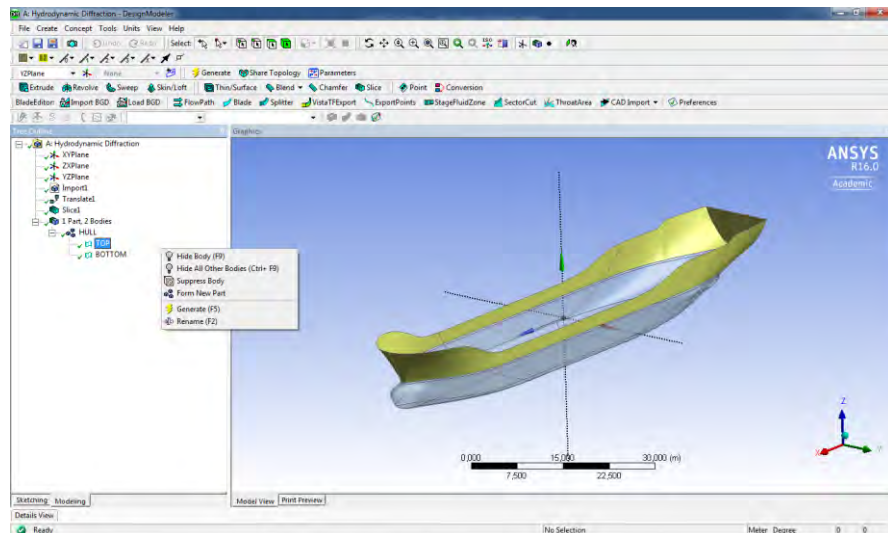 A: Hydrodynamic Diffraction - DesignModeler
File Create Concept Tools Units View Help
Undo Redo Select:
YZPlane None Generate Share Topology Parameters
Extrude Revolve Sweep Skin/Loft Thin/Surface Blend Chamfer Slice Point Conversion
BladeEditor Import BGD Load BGD FlowPath Blade Splitter VistaTFExport ExportPoints StageFluidZone SectorCut ThroatArea CAD Import Preferences
Tree Outline Graphics
A: Hydrodynamic Diffraction
XYPlane
ZXPlane
YZPlane
Import1
Translate1
Slice1
1 Part, 2 Bodies
HULL
TOP
BOTTOM
Hide Body (F9)
Hide All Other Bodies (Ctrl+ F9)
Suppress Body
Form New Part
Generate (F5)
Rename (F2)
ANSYS
R16.0
Academic
Z
X Y
0,000 15,000 30,000 (m)
7,500 22,500
Sketching Modeling Model View Print Preview
Details View
Ready No Selection Meter Degree 0 0